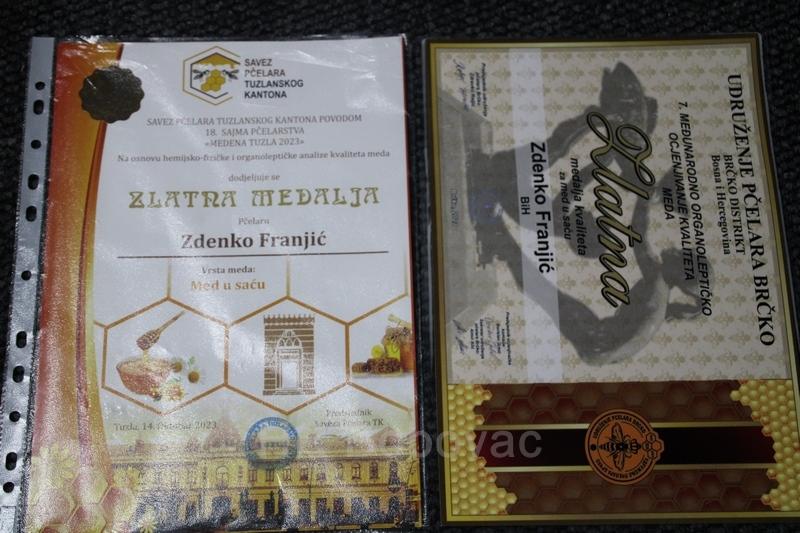 SAVEZ
PČELARA
TUZLANSKOG
KANTONA
SAVEZ PČELARA TUZLANSKOG KANTONA POVODOM
18. SAJMA PČELARSTVA
«MEDENA TUZLA 2023»
Na osnovu hemijsko-fizičke i organoleptičke analize kvaliteta meda
dodjeljuje se
ZLATNA MEDALJA
Pčelaru
Zdenko Franjić
Vrsta meda:
Med u saću
Tuzla, 14. 2023
Predsjednik
Saveza Pčelara TK
UDRUŽENJE PČELARA BRČKO
BRČKO DISTRIKT
Bosna i Hercegovina
7. MEĐUNARODNO ORGANOLEPTIČKO
OCJENJIVANJE KVALITETA
MEDA
Zlatna
medalja kvaliteta
za med u saću
Zdenko Franjić
BiH